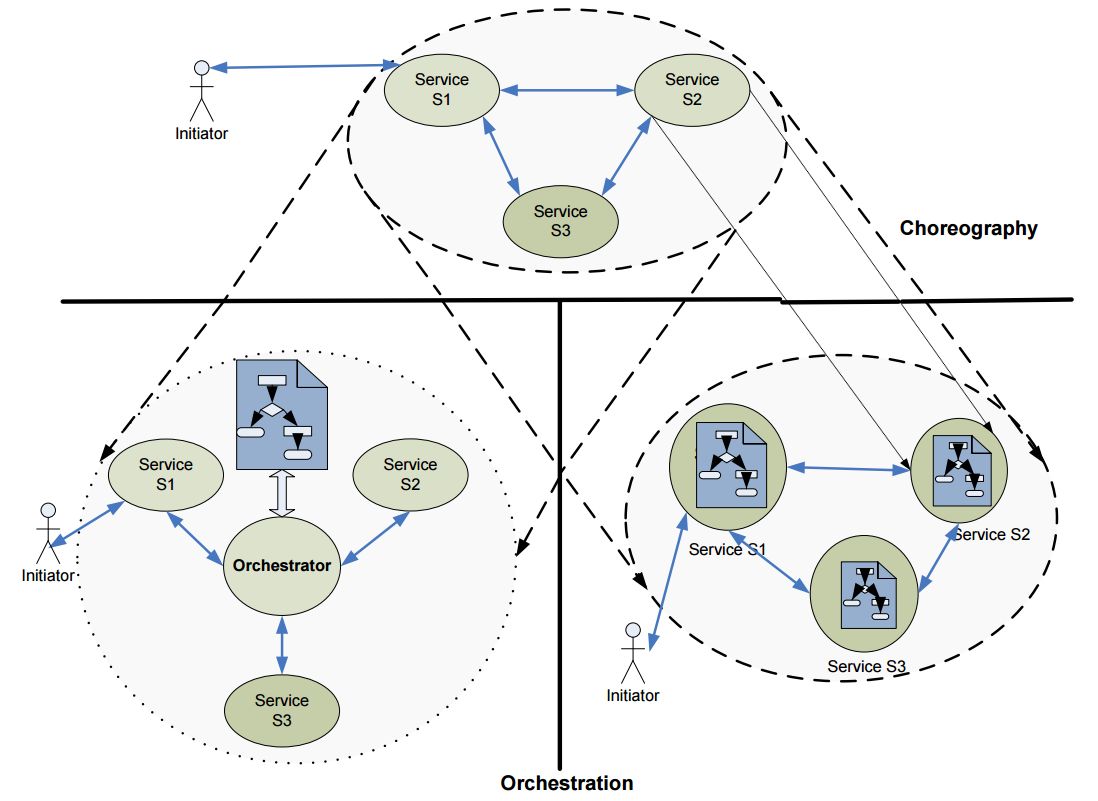 Service
S1
Service
S2
Initiator
Service
S3
Choreography
Service
S1
Service
S2
Initiator
Orchestrator
Service
S3
Service S1
Service S2
Service S3
Initiator
Orchestration